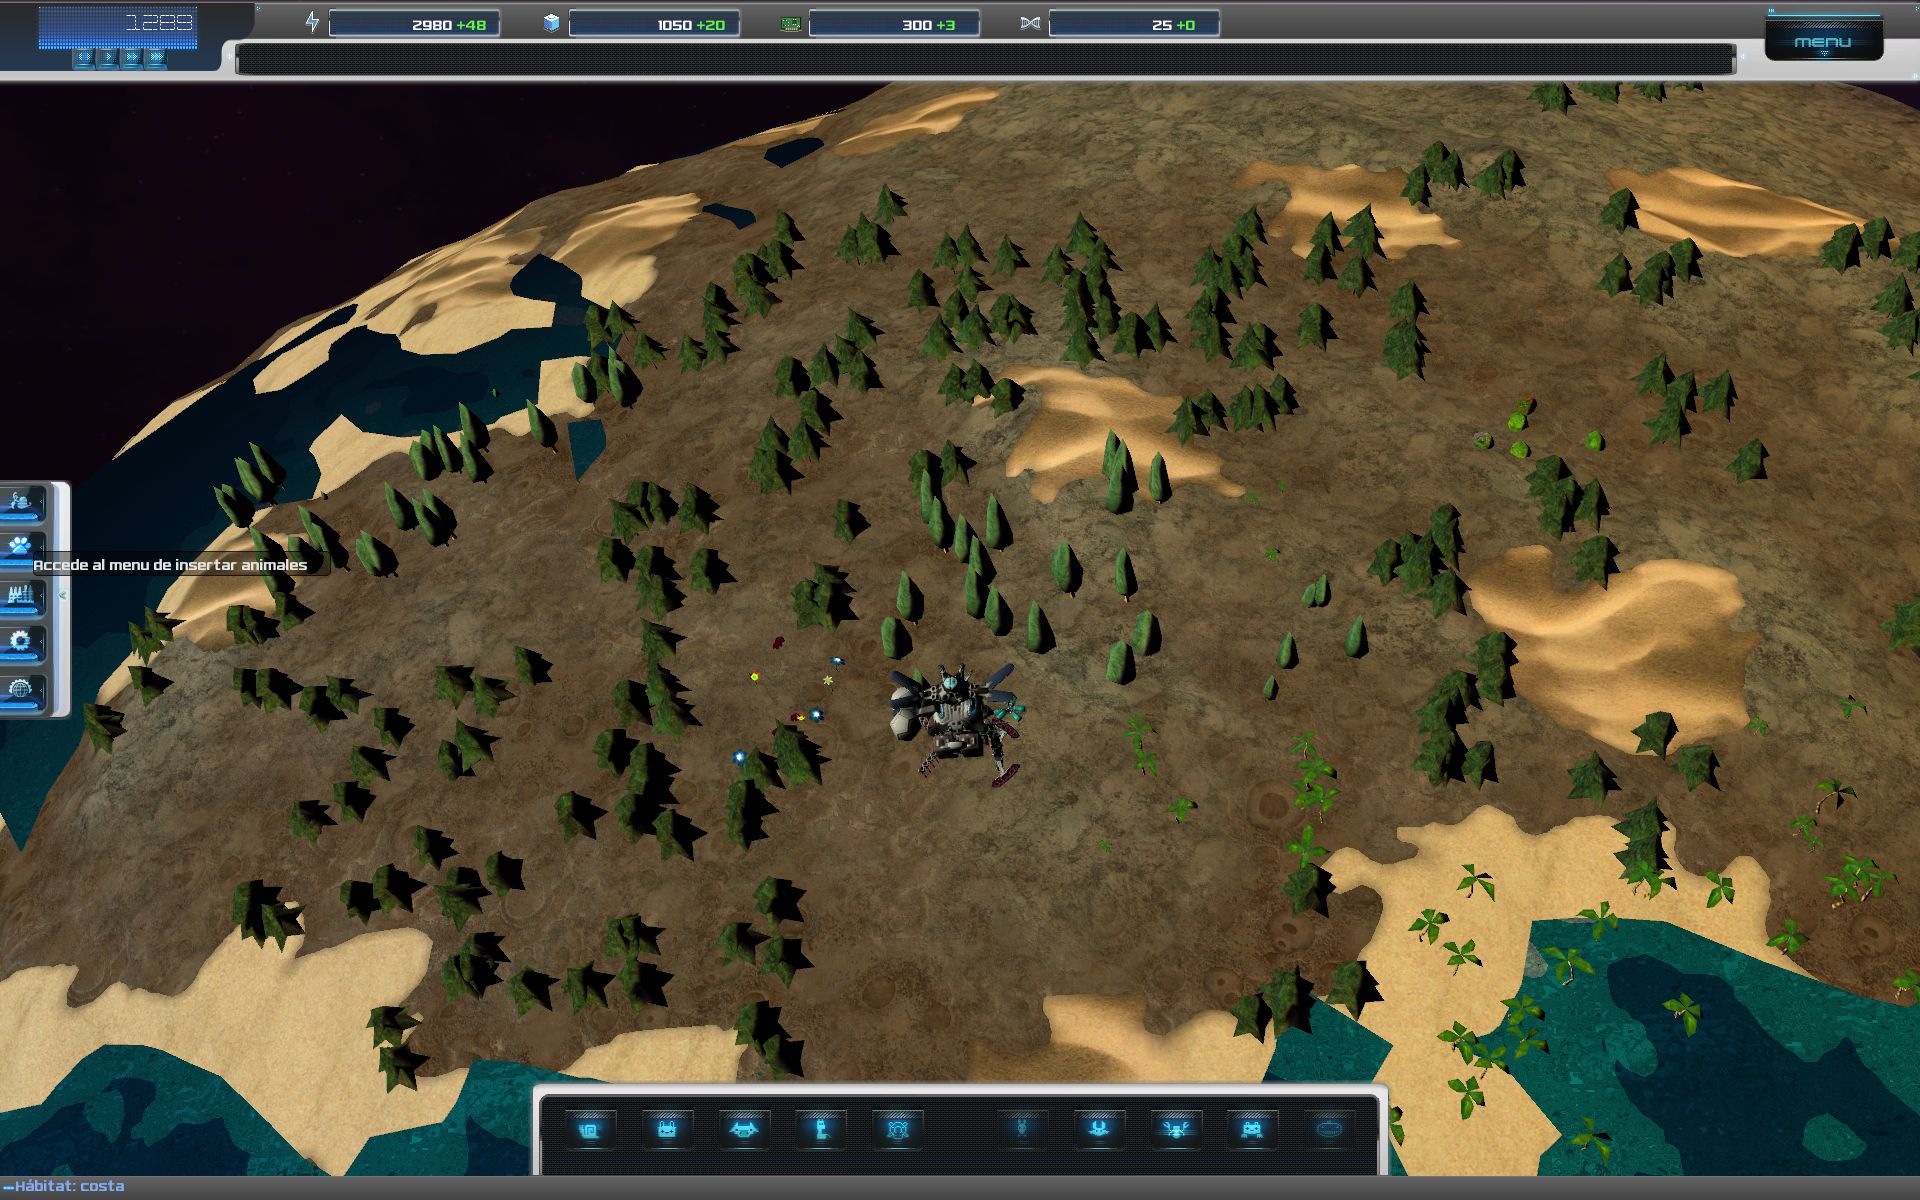 1289
2980 +48
1050 +20
300 +3
25 +0
MENU
Accede al menu de insertar animales
Hábitat: costa